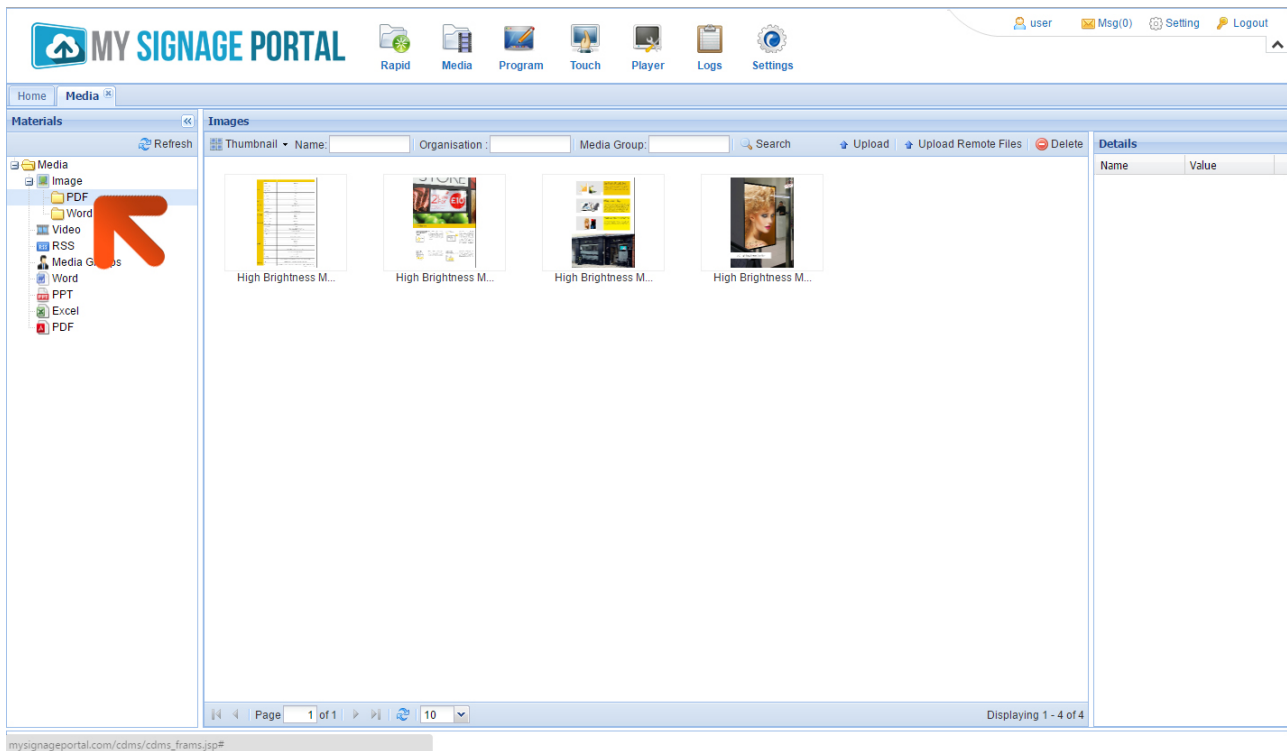 MY SIGNAGE PORTAL
Rapid
Media
Program
Touch
Player
Logs
Settings
user
Msg(0)
Setting
Logout
Home
Media
Materials
Images
Refresh
Thumbnail
Name:
Organisation :
Media Group:
Search
Upload
Upload Remote Files
Delete
Details
Name
Value
Media
Image
PDF
Word
Video
RSS
Media G
Word
PPT
Excel
PDF
STORE
High Brightness M...
High Brightness M...
High Brightness M...
High Brightness M...
Page 1 of 1
10
Displaying 1 - 4 of 4
mysignageportal.com/cdms/cdms_frams.jsp#